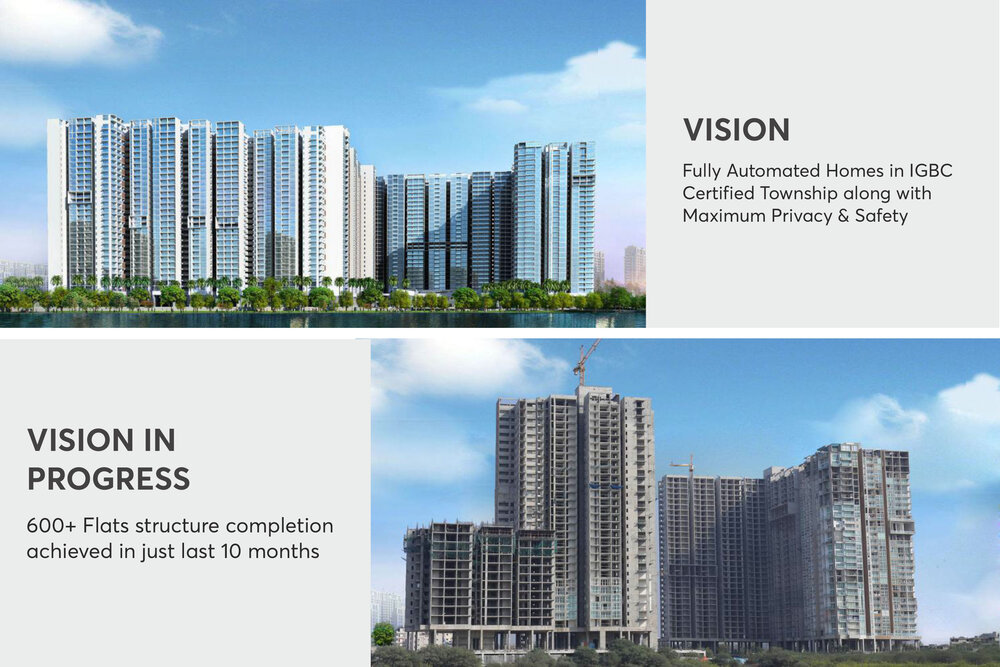 VISION
Fully Automated Homes in IGBC
Certified Township along with
Maximum Privacy & Safety
VISION IN
PROGRESS
600+ Flats structure completion
achieved in just last 10 months